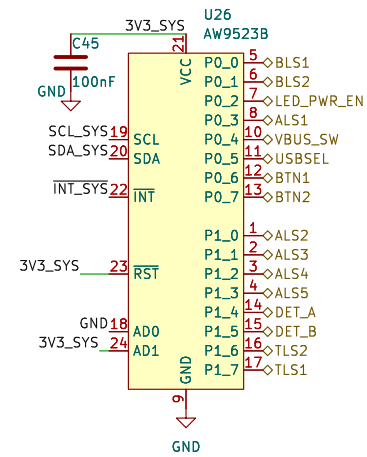 U26
3V3_SYS
AW9523B
C45
21
100nF
GND
VCC
P0_0 5 BLS1
P0_1 6 BLS2
P0_2 7 LED_PWR_EN
P0_3 8 ALS1
SCL_SYS 19 SCL P0_4 10 VBUS_SW
SDA_SYS 20 SDA P0_5 11 USBSEL
P0_6 12 BTN1
INT_SYS 22 INT P0_7 13 BTN2
P1_0 1 ALS2
P1_1 2 ALS3
3V3_SYS 23 RST P1_2 3 ALS4
P1_3 4 ALS5
P1_4 14 DET_A
GND 18 AD0 P1_5 15 DET_B
3V3_SYS 24 AD1 P1_6 16 TLS2
P1_7 17 TLS1
GND
9
GND